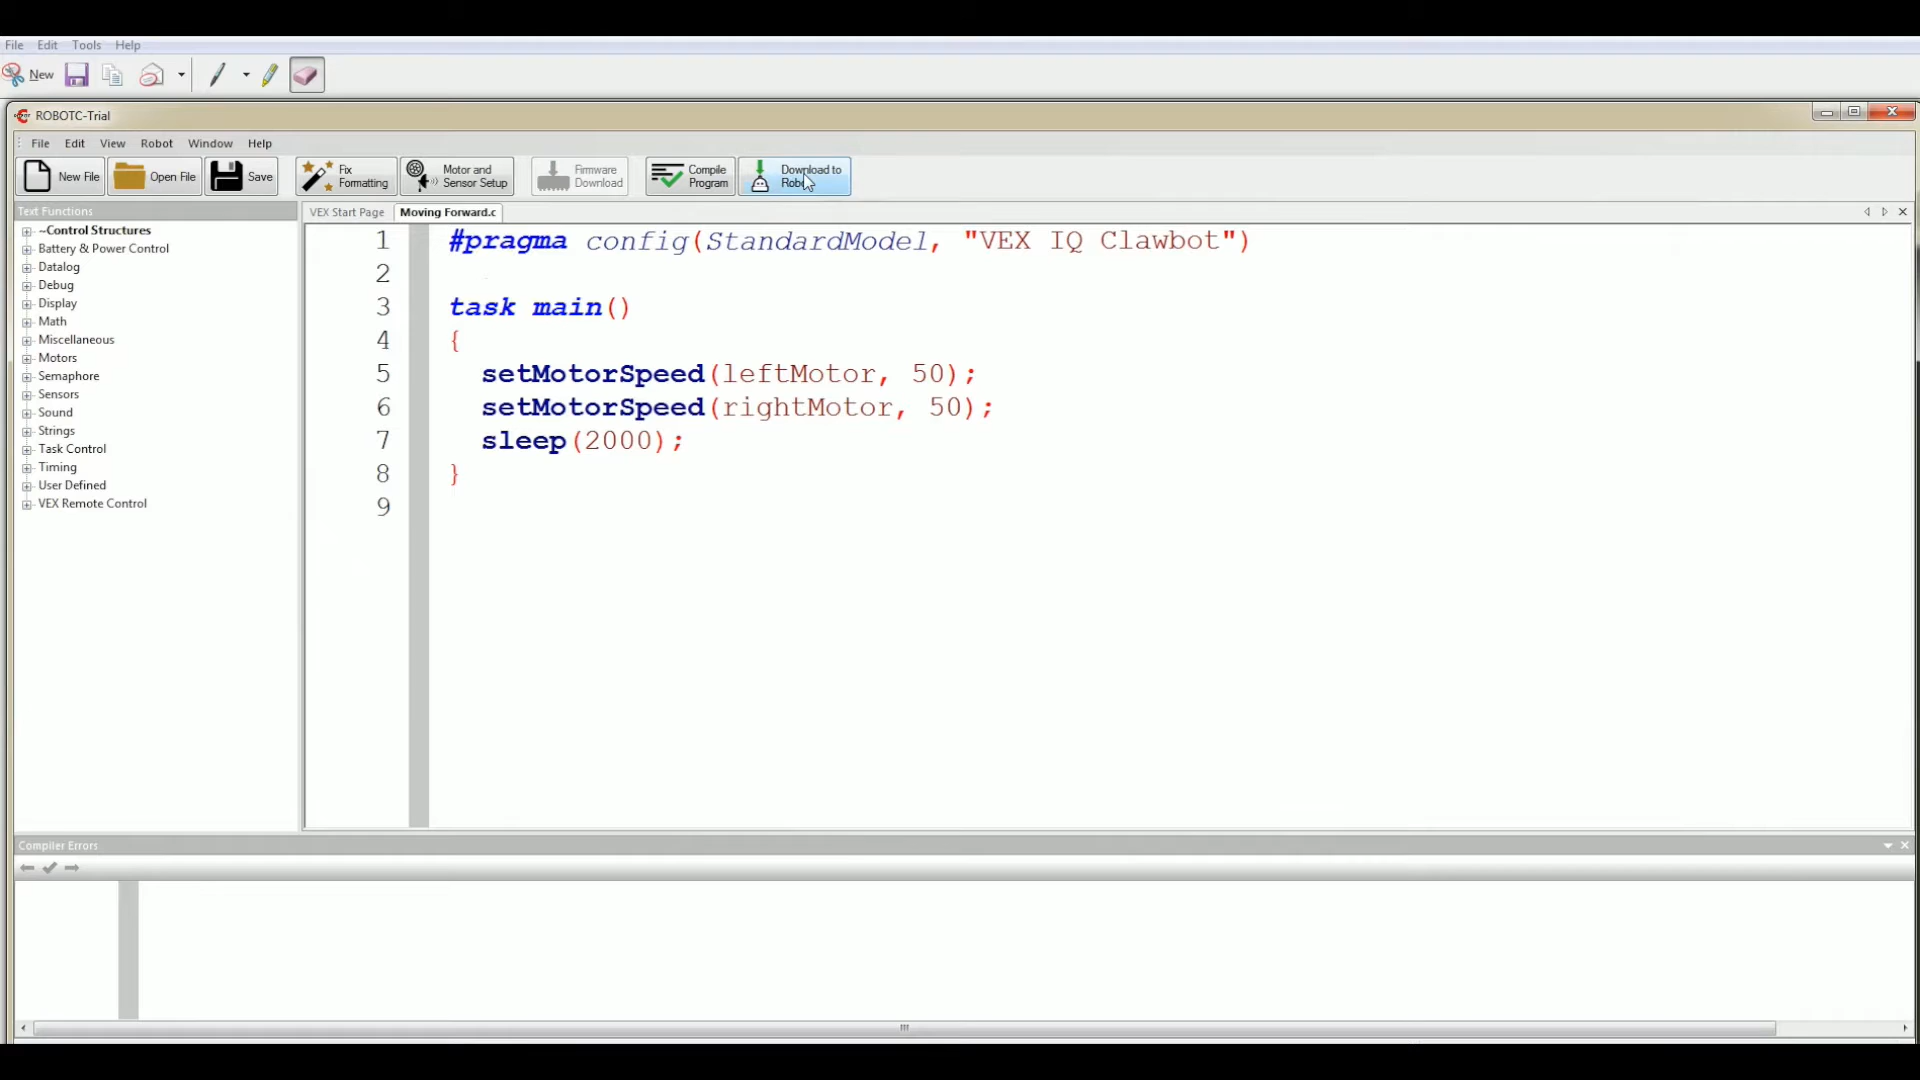 File Edit Tools Help
New
ROBOTC-Trial
File Edit View Robot Window Help
New File Open File Save Fix Formatting Motor and Sensor Setup Firmware Download Compile Program Download to Robot
Text Functions
VEX Start Page Moving Forward.c
~Control Structures
Battery & Power Control
Datalog
Debug
Display
Math
Miscellaneous
Motors
Semaphore
Sensors
Sound
Strings
Task Control
Timing
User Defined
VEX Remote Control
1 #pragma config(StandardModel, "VEX IQ Clawbot")
2
3 task main()
4 {
5 setMotorSpeed(leftMotor, 50);
6 setMotorSpeed(rightMotor, 50);
7 sleep(2000);
8 }
9
Compiler Errors